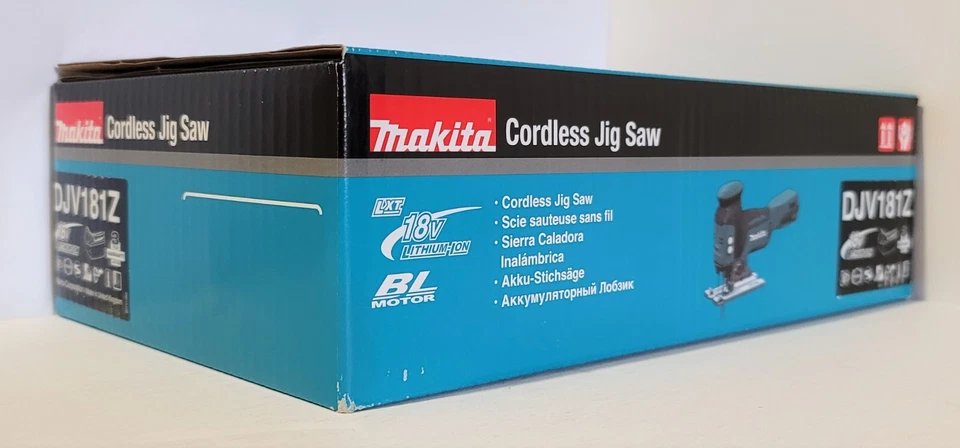 makita Cordless Jig Saw
DJV181Z
makita Cordless Jig Saw
LXT
18V
LITHIUM-ION
BL
MOTOR
· Cordless Jig Saw
· Scie sauteuse sans fil
· Sierra Caladora
Inalámbrica
· Akku-Stichsäge
· Аккумуляторный Лобзик
makita
DJV181Z